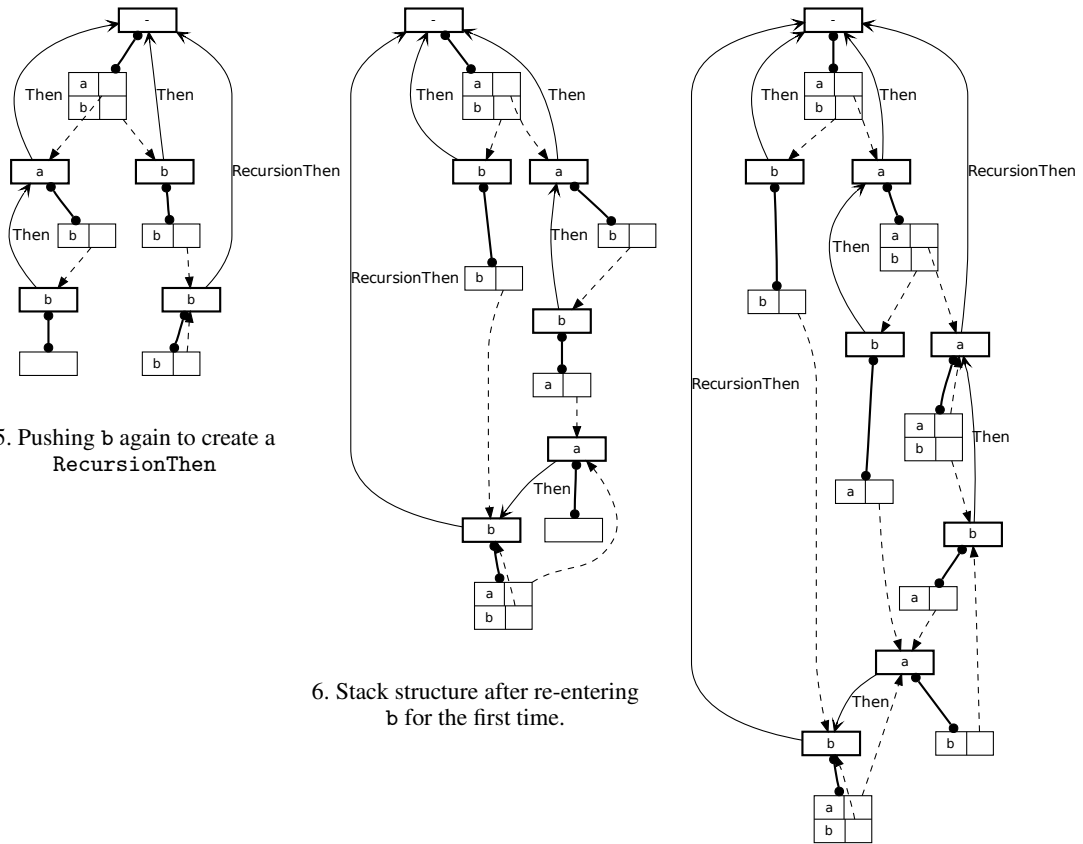 -
a
b
Then
Then
a
b
RecursionThen
b
b
Then
b
b
b
5. Pushing b again to create a
RecursionThen
-
a
b
Then
Then
b
a
b
Then
RecursionThen
b
b
a
a
Then
b
a
b
6. Stack structure after re-entering
b for the first time.
-
a
b
Then
Then
b
a
RecursionThen
a
Then
b
b
b
a
RecursionThen
a
b
Then
a
b
a
a
Then
b
b
a
b